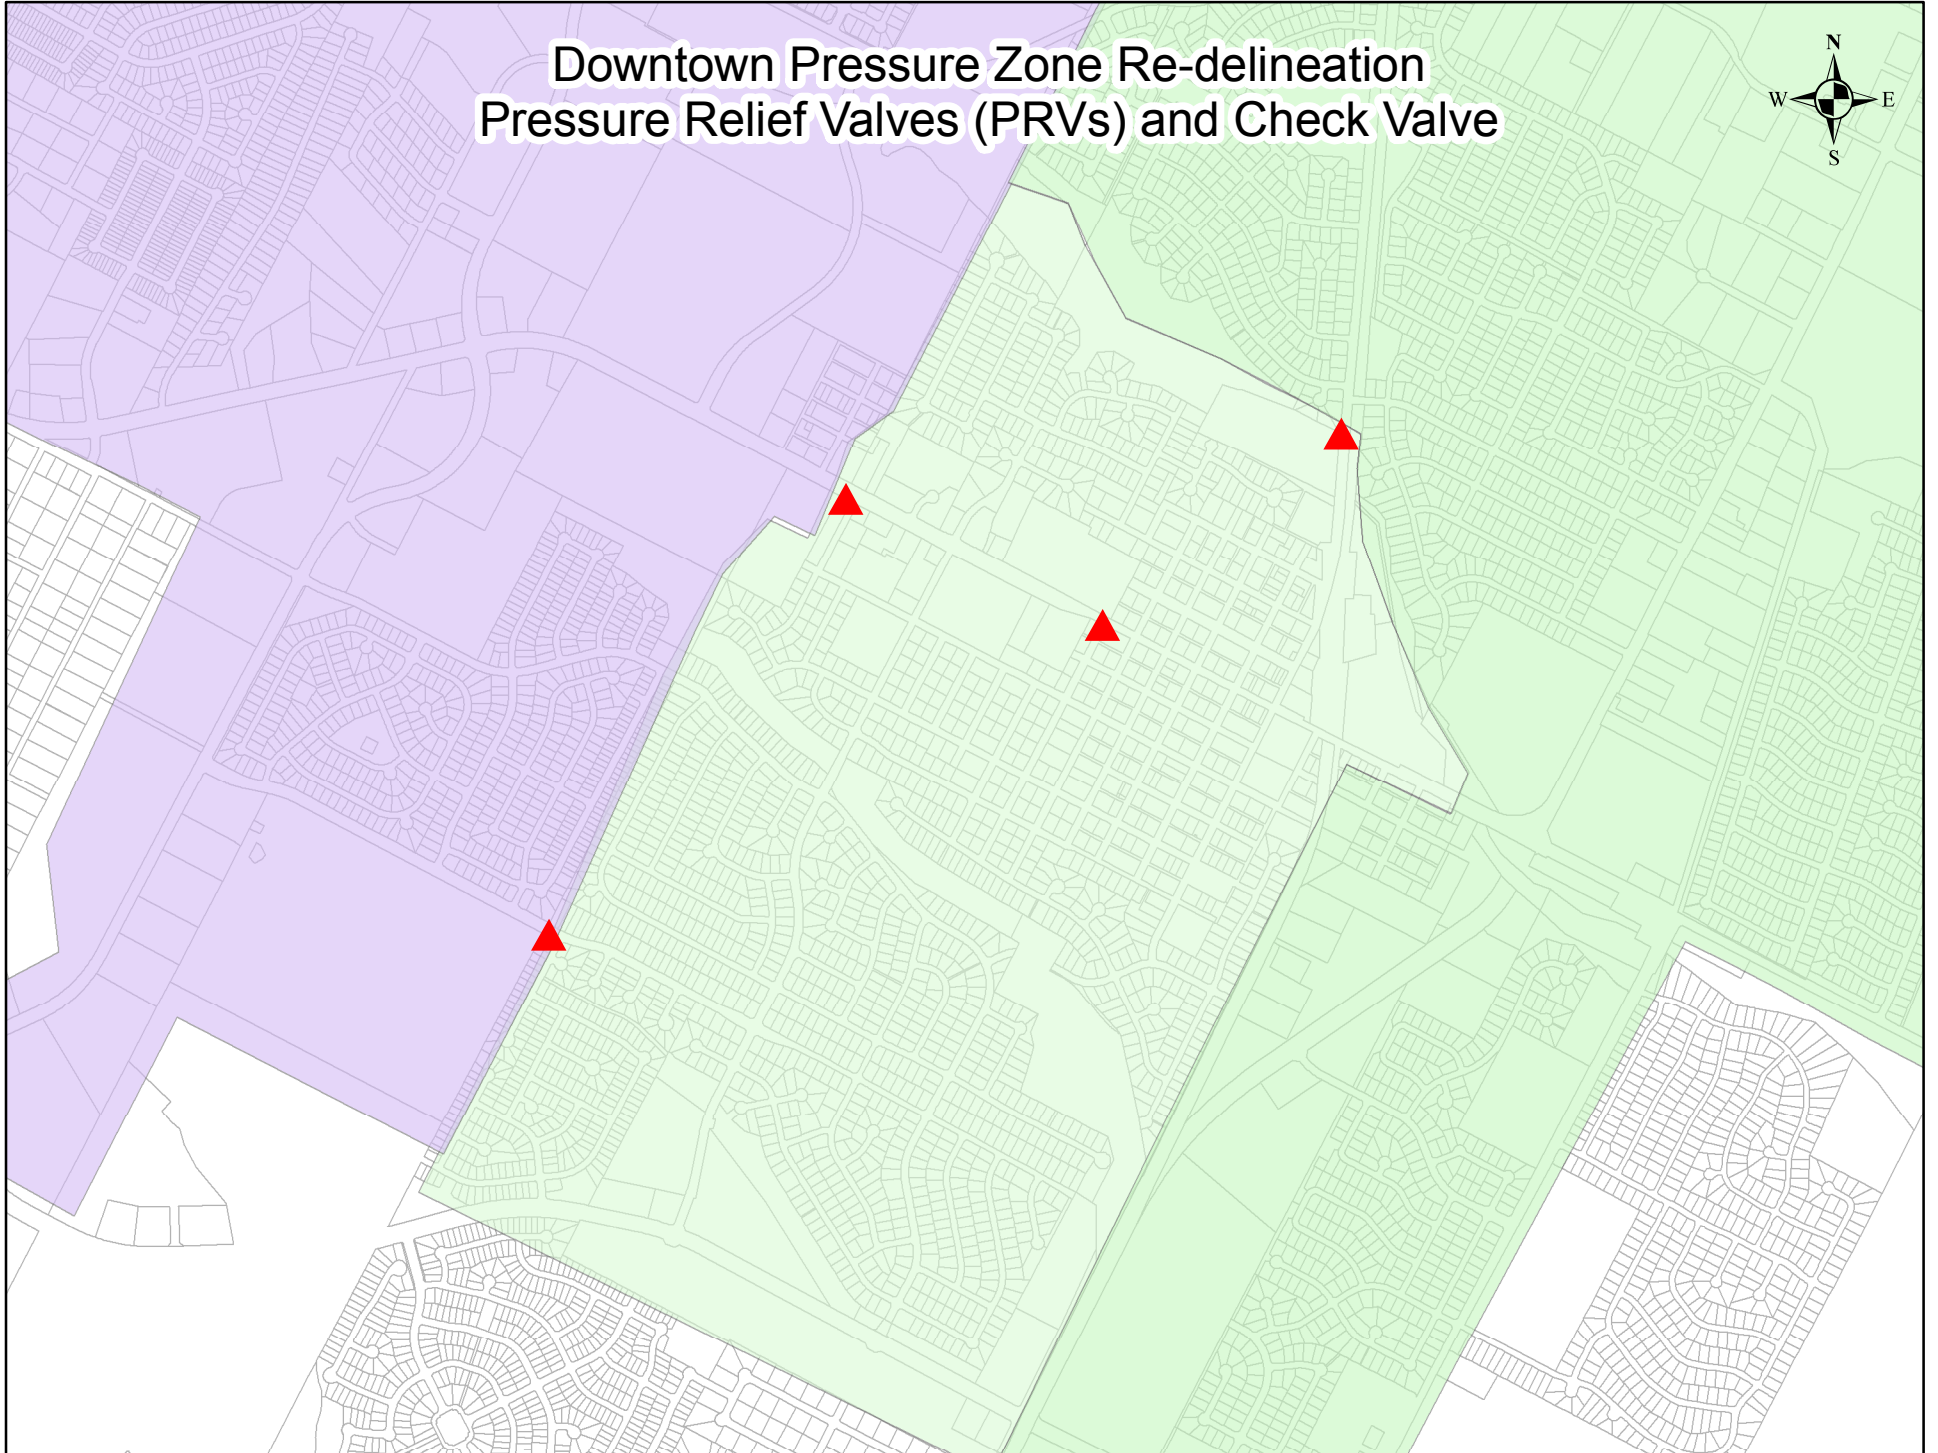 Downtown Pressure Zone Re-delineation
Pressure Relief Valves (PRVs) and Check Valve
N
W E
S